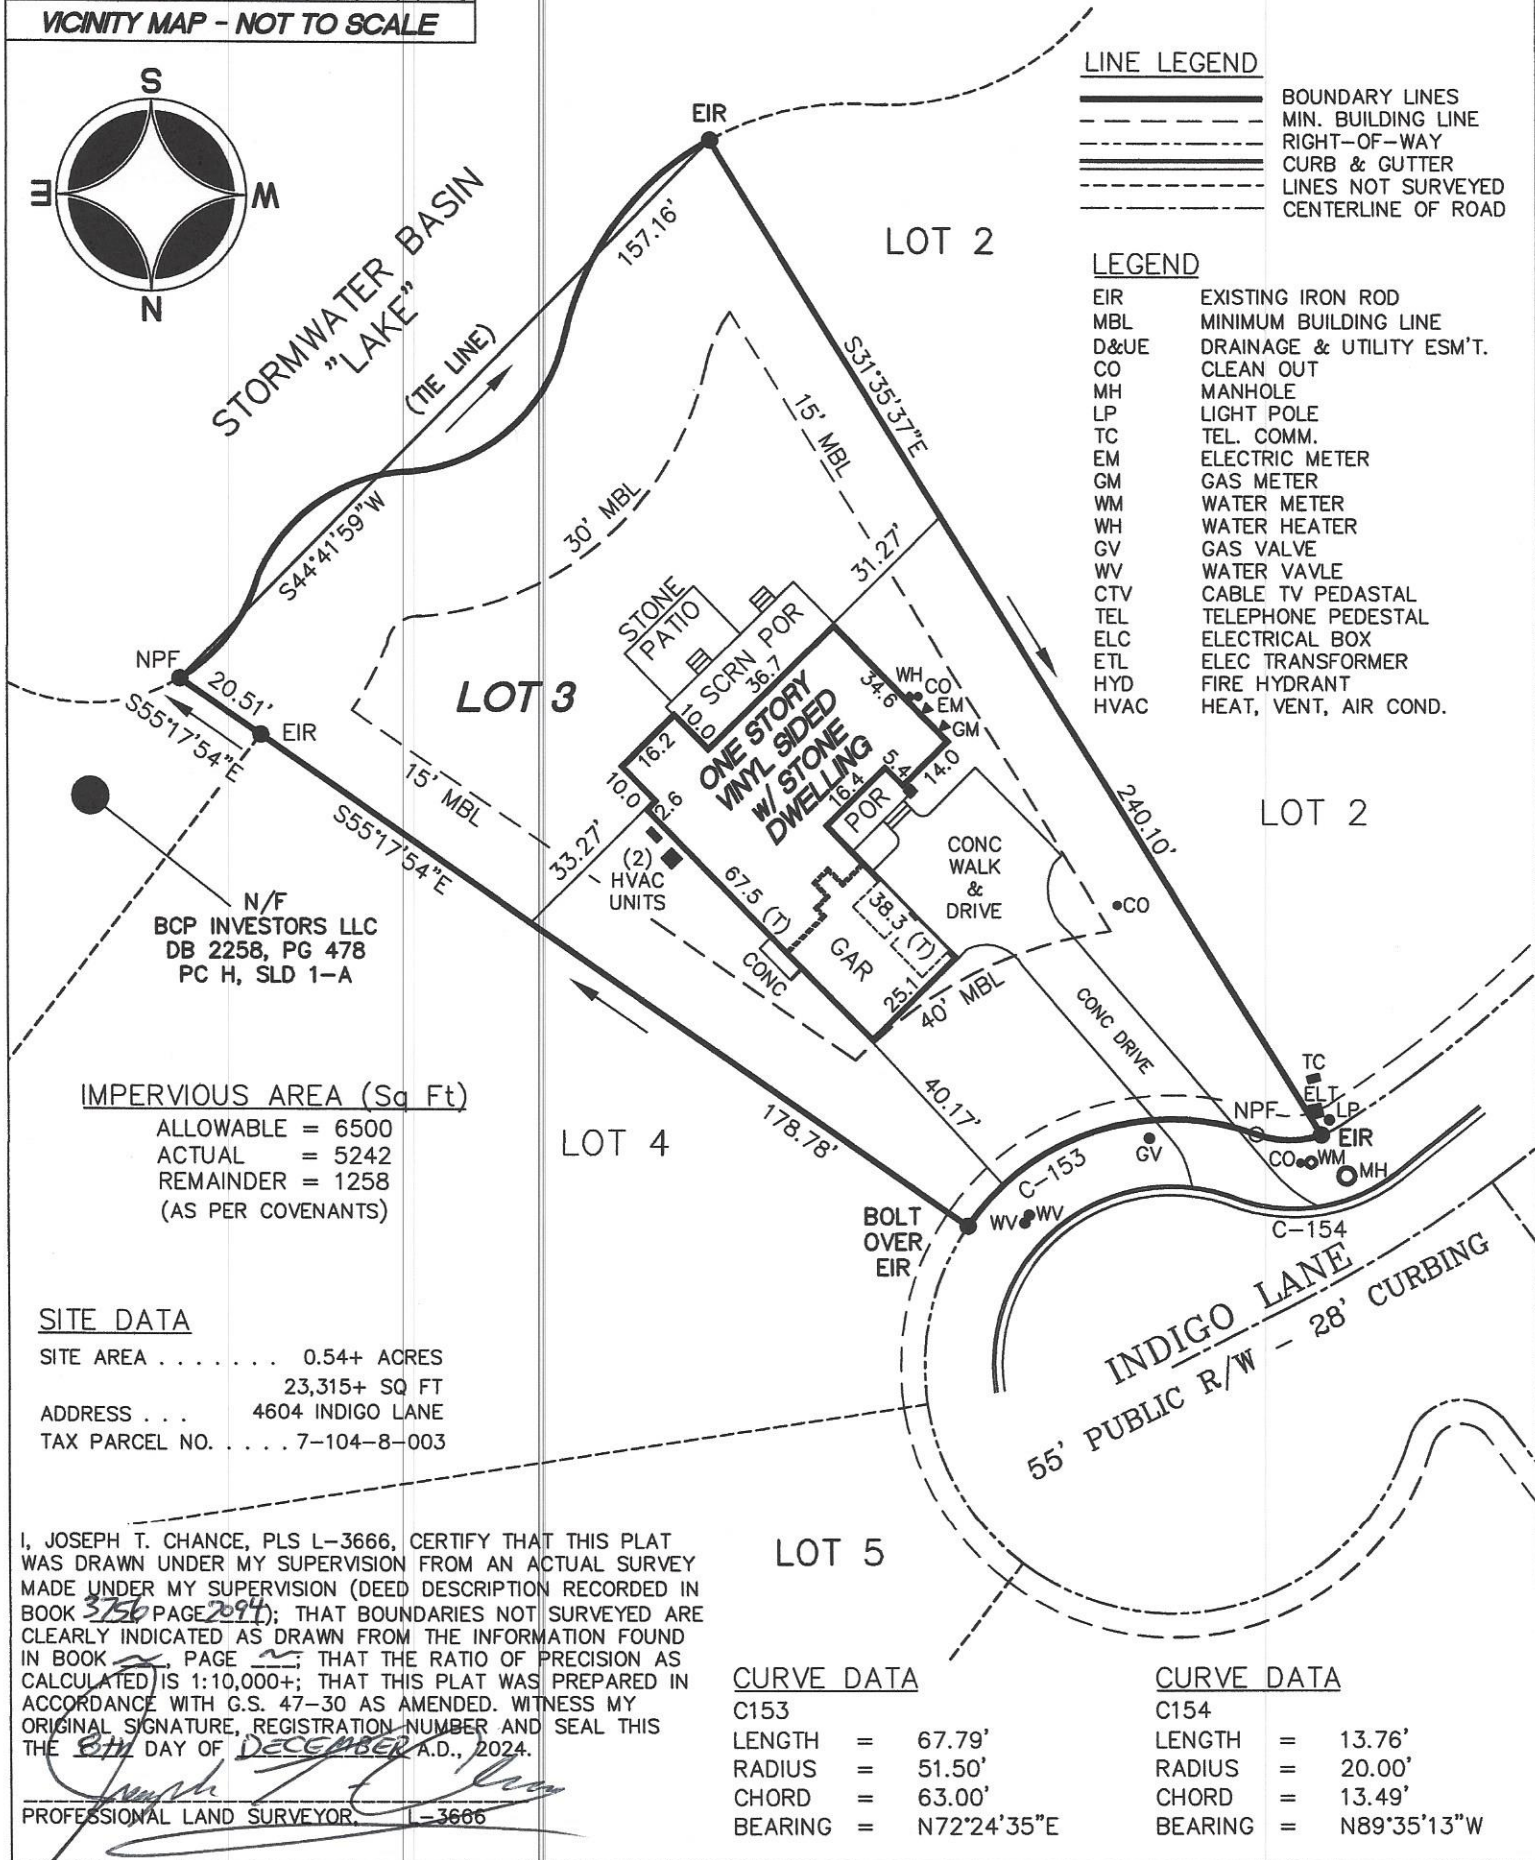 VICINITY MAP - NOT TO SCALE
S
E
W
N
STORMWATER BASIN
"LAKE"
(TIE LINE)
EIR
157.16'
S44°41'59"W
LOT 2
LINE LEGEND
BOUNDARY LINES
MIN. BUILDING LINE
RIGHT-OF-WAY
CURB & GUTTER
LINES NOT SURVEYED
CENTERLINE OF ROAD
LEGEND
EIR EXISTING IRON ROD
MBL MINIMUM BUILDING LINE
D&UE DRAINAGE & UTILITY ESM'T.
CO CLEAN OUT
MH MANHOLE
LP LIGHT POLE
TC TEL. COMM.
EM ELECTRIC METER
GM GAS METER
WM WATER METER
WH WATER HEATER
GV GAS VALVE
WV WATER VAVLE
CTV CABLE TV PEDASTAL
TEL TELEPHONE PEDESTAL
ELC ELECTRICAL BOX
ETL ELEC TRANSFORMER
HYD FIRE HYDRANT
HVAC HEAT, VENT, AIR COND.
S31°35'37"E
15' MBL
30' MBL
31.27'
STONE
PATIO
SCRN POR
36.7
34.6
WH
CO
EM
GM
NPF
20.51'
S55°17'54"E
EIR
LOT 3
10.0
16.2
10.0
2.6
ONE STORY
VINYL SIDED
W/ STONE
DWELLING
5.4
14.0
16.4
POR
240.10'
LOT 2
15' MBL
S55°17'54"E
33.27'
(2)
HVAC
UNITS
67.5 (T)
38.3 (T)
CONC
WALK
&
DRIVE
CO
N/F
BCP INVESTORS LLC
DB 2258, PG 478
PC H, SLD 1-A
CONC
GAR
25.1
40' MBL
CONC DRIVE
40.17'
TC
ELT
LP
NPF
EIR
CO
WM
MH
GV
C-153
WV
WV
C-154
IMPERVIOUS AREA (Sq Ft)
ALLOWABLE = 6500
ACTUAL = 5242
REMAINDER = 1258
(AS PER COVENANTS)
LOT 4
178.78'
BOLT
OVER
EIR
INDIGO LANE
55' PUBLIC R/W - 28' CURBING
SITE DATA
SITE AREA . . . . . . . 0.54+ ACRES
23,315+ SQ FT
ADDRESS . . . 4604 INDIGO LANE
TAX PARCEL NO. . . . . 7-104-8-003
LOT 5
I, JOSEPH T. CHANCE, PLS L-3666, CERTIFY THAT THIS PLAT
WAS DRAWN UNDER MY SUPERVISION FROM AN ACTUAL SURVEY
MADE UNDER MY SUPERVISION (DEED DESCRIPTION RECORDED IN
BOOK 3756 PAGE 2094); THAT BOUNDARIES NOT SURVEYED ARE
CLEARLY INDICATED AS DRAWN FROM THE INFORMATION FOUND
IN BOOK ~, PAGE ~; THAT THE RATIO OF PRECISION AS
CALCULATED IS 1:10,000+; THAT THIS PLAT WAS PREPARED IN
ACCORDANCE WITH G.S. 47-30 AS AMENDED. WITNESS MY
ORIGINAL SIGNATURE, REGISTRATION NUMBER AND SEAL THIS
THE 8TH DAY OF DECEMBER A.D., 2024.
PROFESSIONAL LAND SURVEYOR, L-3666
CURVE DATA
C153
LENGTH = 67.79'
RADIUS = 51.50'
CHORD = 63.00'
BEARING = N72°24'35"E
CURVE DATA
C154
LENGTH = 13.76'
RADIUS = 20.00'
CHORD = 13.49'
BEARING = N89°35'13"W